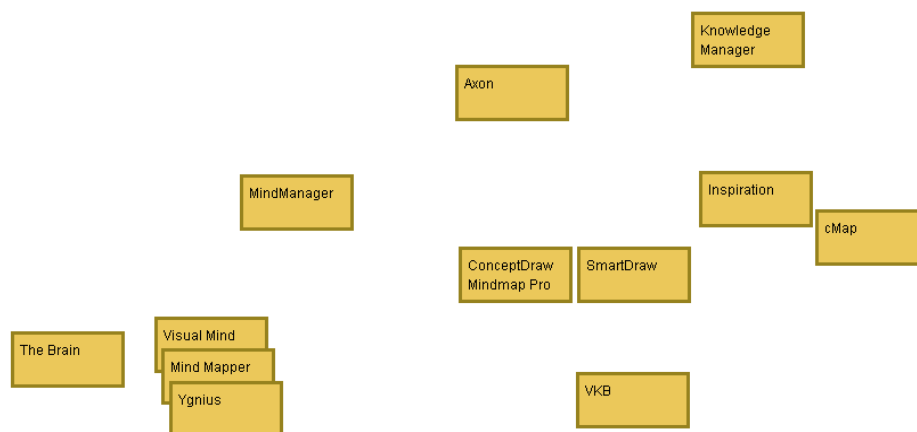 Knowledge
Manager
Axon
MindManager
Inspiration
cMap
ConceptDraw
Mindmap Pro
SmartDraw
The Brain
Visual Mind
Mind Mapper
Ygnius
VKB